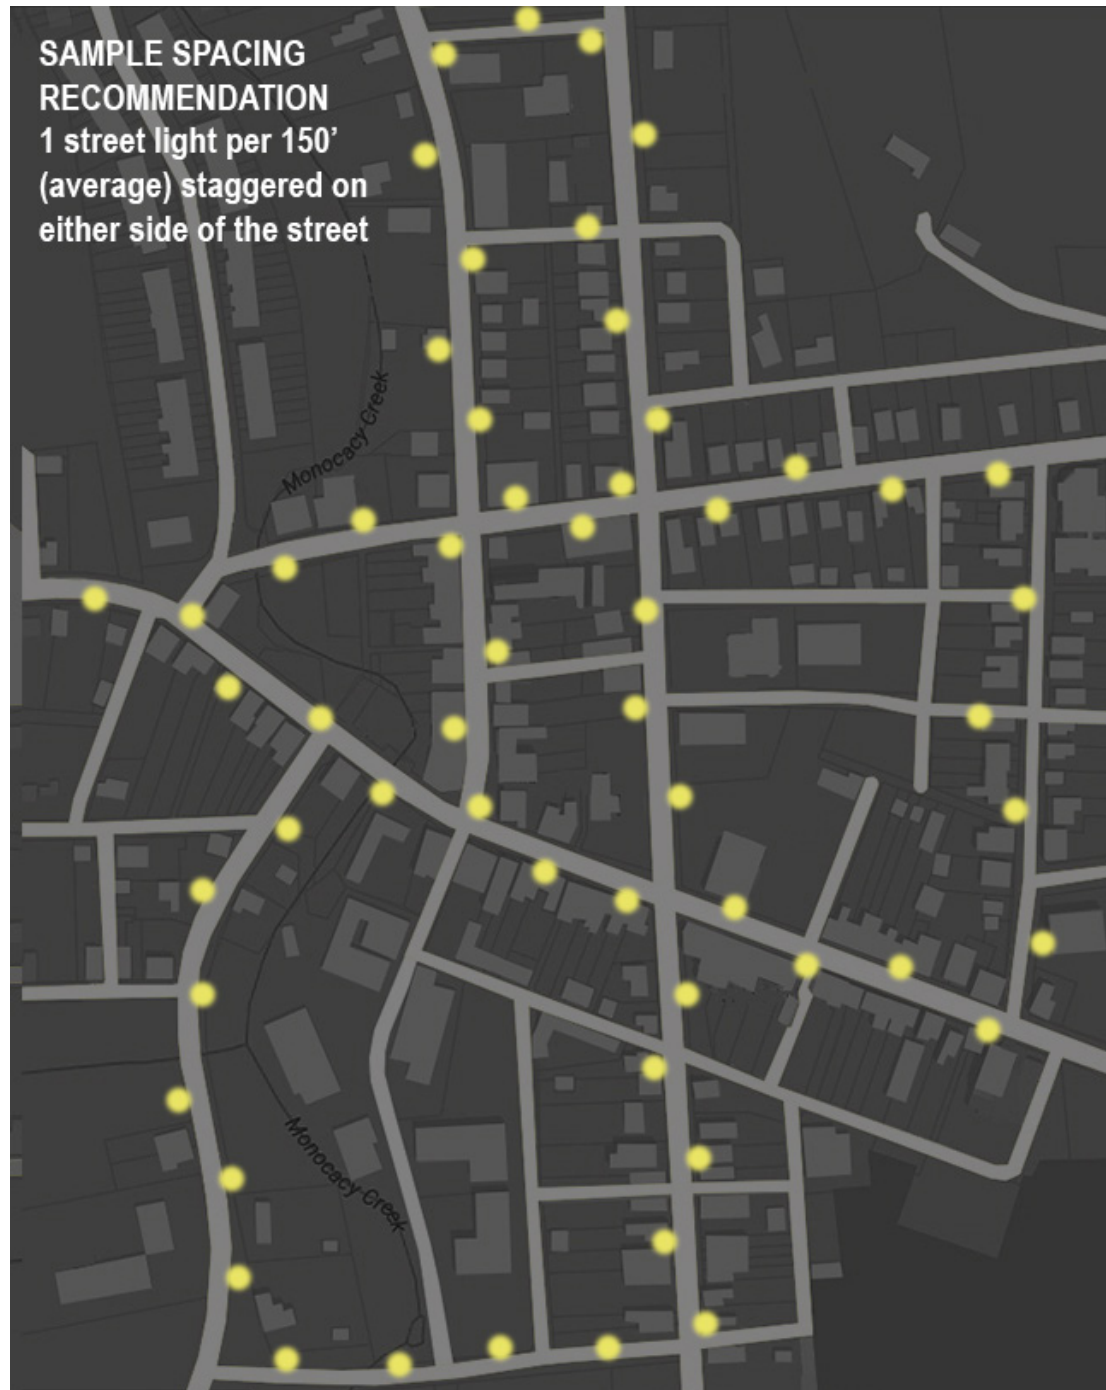 SAMPLE SPACING
RECOMMENDATION
1 street light per 150’
(average) staggered on
either side of the street
Monocacy Creek
Monocacy Creek